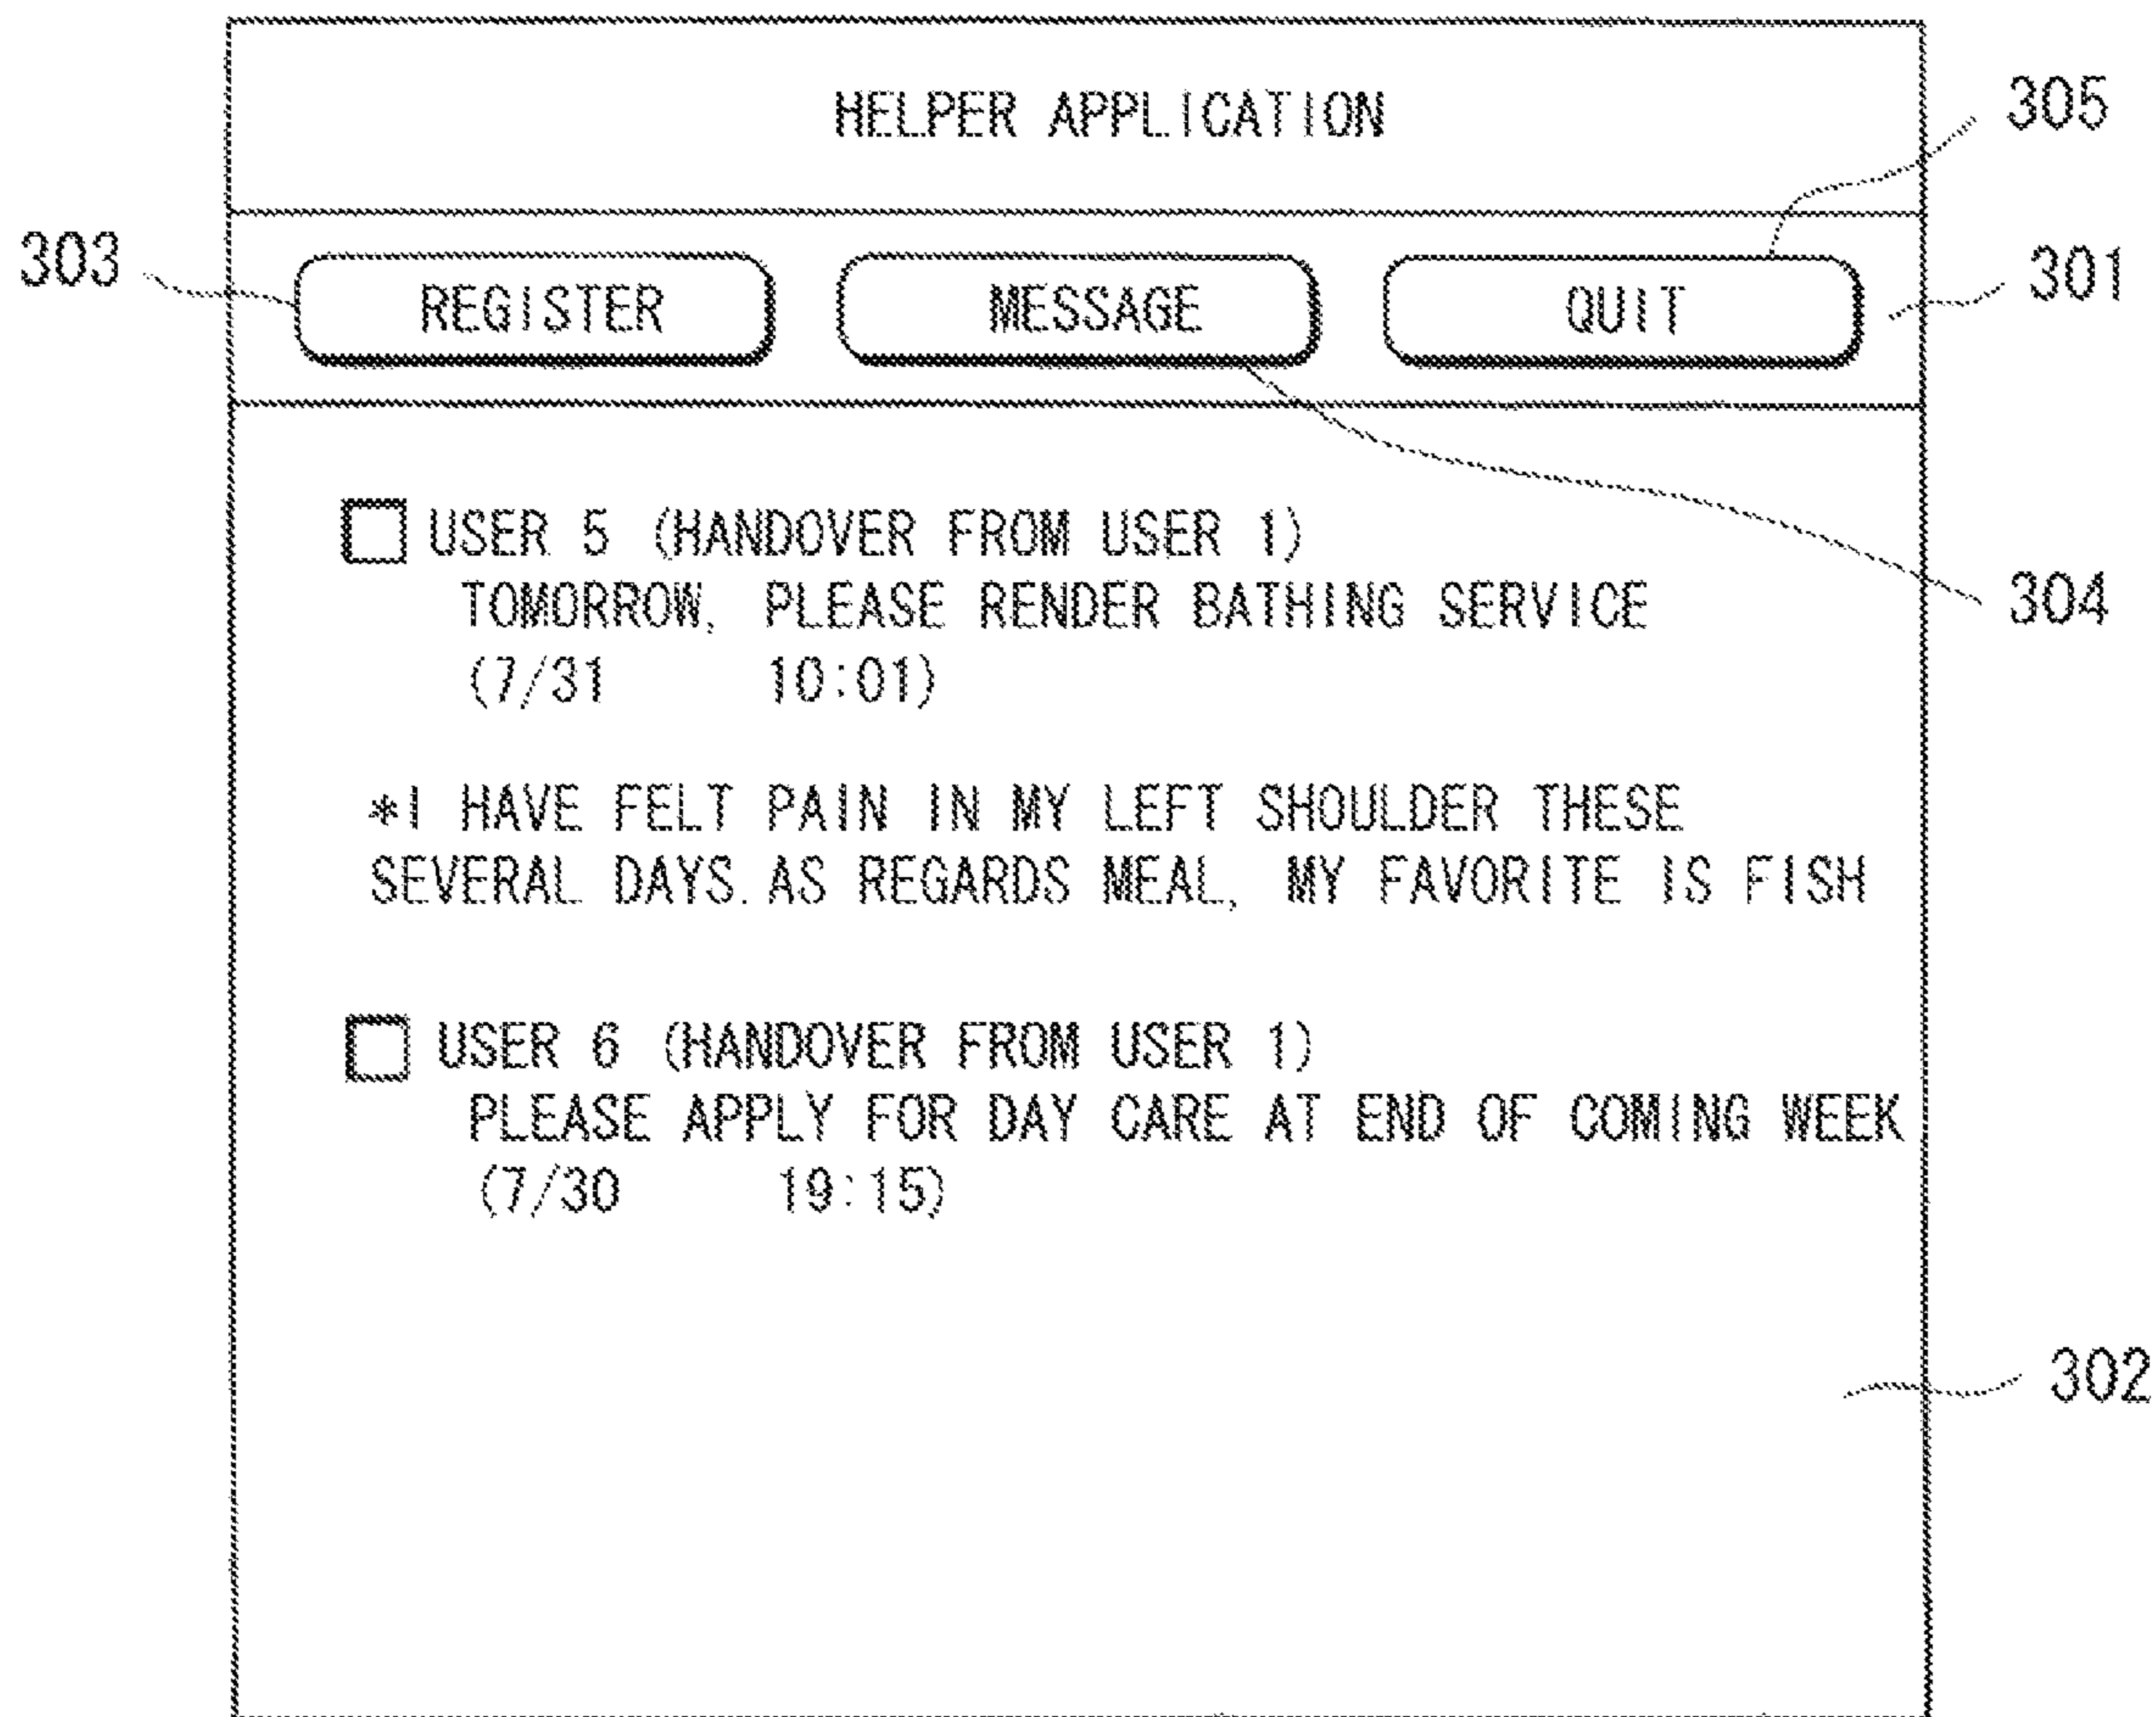 HELPER APPLICATION
305
303
REGISTER MESSAGE QUIT
301
USER 5 (HANDOVER FROM USER 1)
TOMORROW, PLEASE RENDER BATHING SERVICE
304
(7/31 10:01)
*I HAVE FELT PAIN IN MY LEFT SHOULDER THESE
SEVERAL DAYS. AS REGARDS MEAL, MY FAVORITE IS FISH
USER 6 (HANDOVER FROM USER 1)
PLEASE APPLY FOR DAY CARE AT END OF COMING WEEK
(7/30 19:15)
302